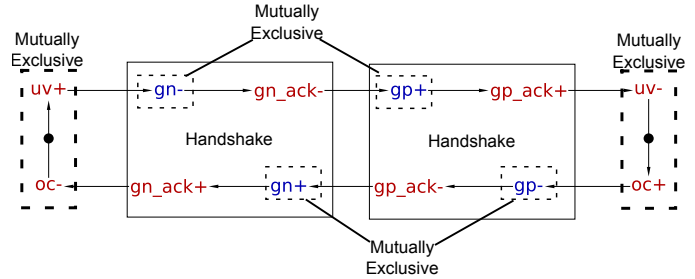 Mutually
Exclusive
Mutually
Exclusive
Mutually
Exclusive
uv+
gn-
gn_ack-
gp+
gp_ack+
uv-
Handshake
Handshake
oc-
gn_ack+
gn+
gp_ack-
gp-
oc+
Mutually
Exclusive